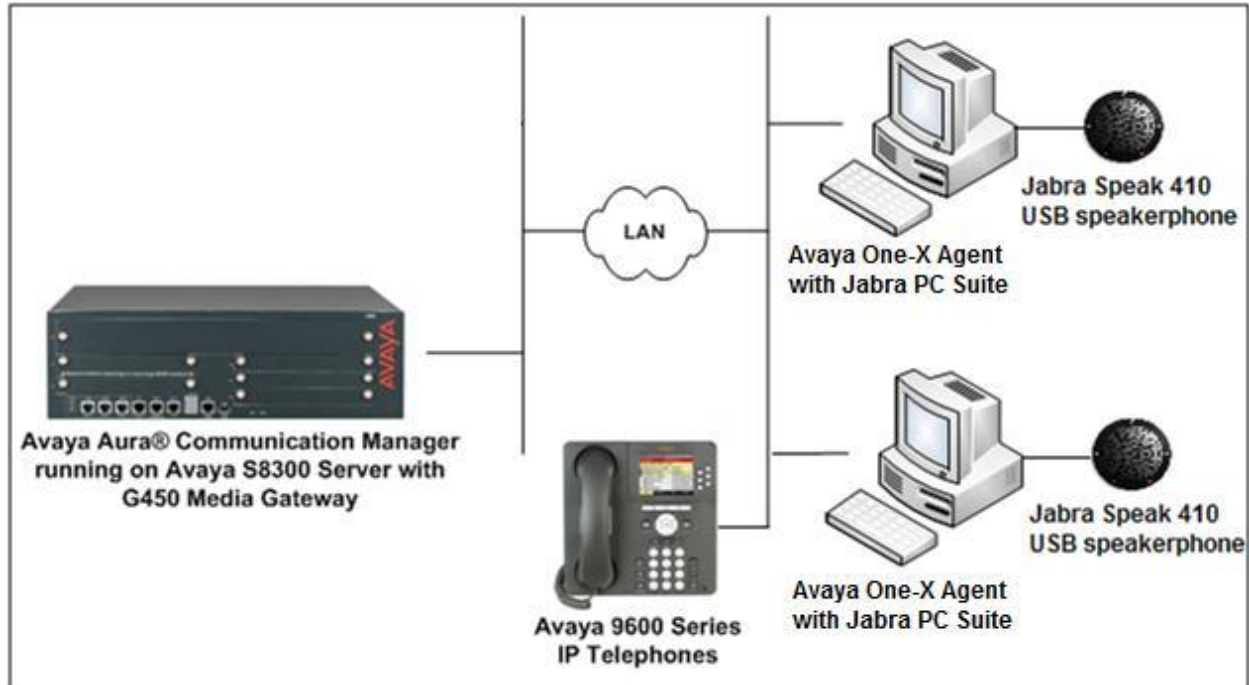 LAN
Jabra Speak 410
USB speakerphone
Avaya One-X Agent
with Jabra PC Suite
AVAYA
Avaya Aura® Communication Manager
running on Avaya S8300 Server with
G450 Media Gateway
Avaya 9600 Series
IP Telephones
Jabra Speak 410
USB speakerphone
Avaya One-X Agent
with Jabra PC Suite